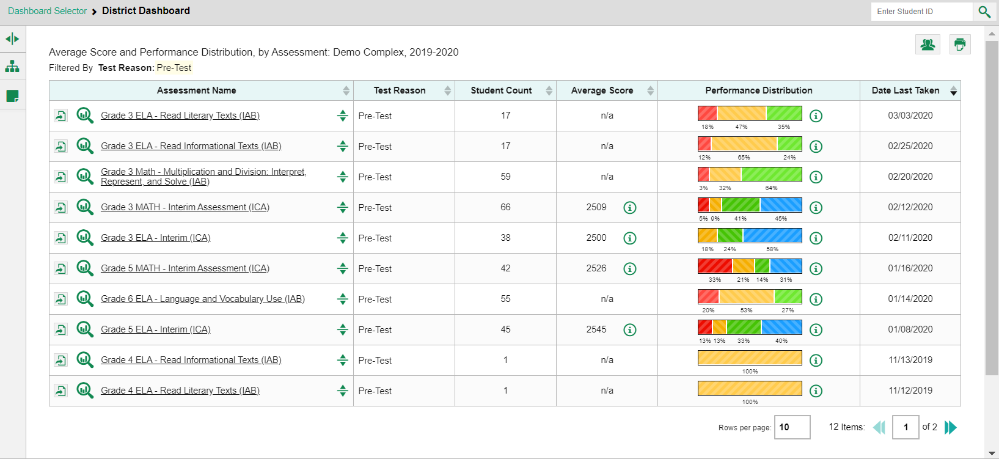 Dashboard Selector District Dashboard Enter Student ID
Average Score and Performance Distribution, by Assessment: Demo Complex, 2019-2020
Filtered By Test Reason: Pre-Test
Assessment Name Test Reason Student Count Average Score Performance Distribution Date Last Taken
Grade 3 ELA - Read Literary Texts (IAB) Pre-Test 17 n/a 03/03/2020
18% 47% 35%
Grade 3 ELA - Read Informational Texts (IAB) Pre-Test 17 n/a 02/25/2020
12% 65% 24%
Grade 3 Math - Multiplication and Division: Interpret,
Represent, and Solve (IAB) Pre-Test 59 n/a 02/20/2020
3% 32% 64%
Grade 3 MATH - Interim Assessment (ICA) Pre-Test 66 2509 02/12/2020
5% 9% 41% 45%
Grade 3 ELA - Interim (ICA) Pre-Test 38 2500 02/11/2020
18% 24% 58%
Grade 5 MATH - Interim Assessment (ICA) Pre-Test 42 2526 01/16/2020
33% 21% 14% 31%
Grade 6 ELA - Language and Vocabulary Use (IAB) Pre-Test 55 n/a 01/14/2020
20% 53% 27%
Grade 5 ELA - Interim (ICA) Pre-Test 45 2545 01/08/2020
13% 13% 33% 40%
Grade 4 ELA - Read Informational Texts (IAB) Pre-Test 1 n/a 11/13/2019
100%
Grade 4 ELA - Read Literary Texts (IAB) Pre-Test 1 n/a 11/12/2019
100%
Rows per page: 10 12 Items: 1 of 2